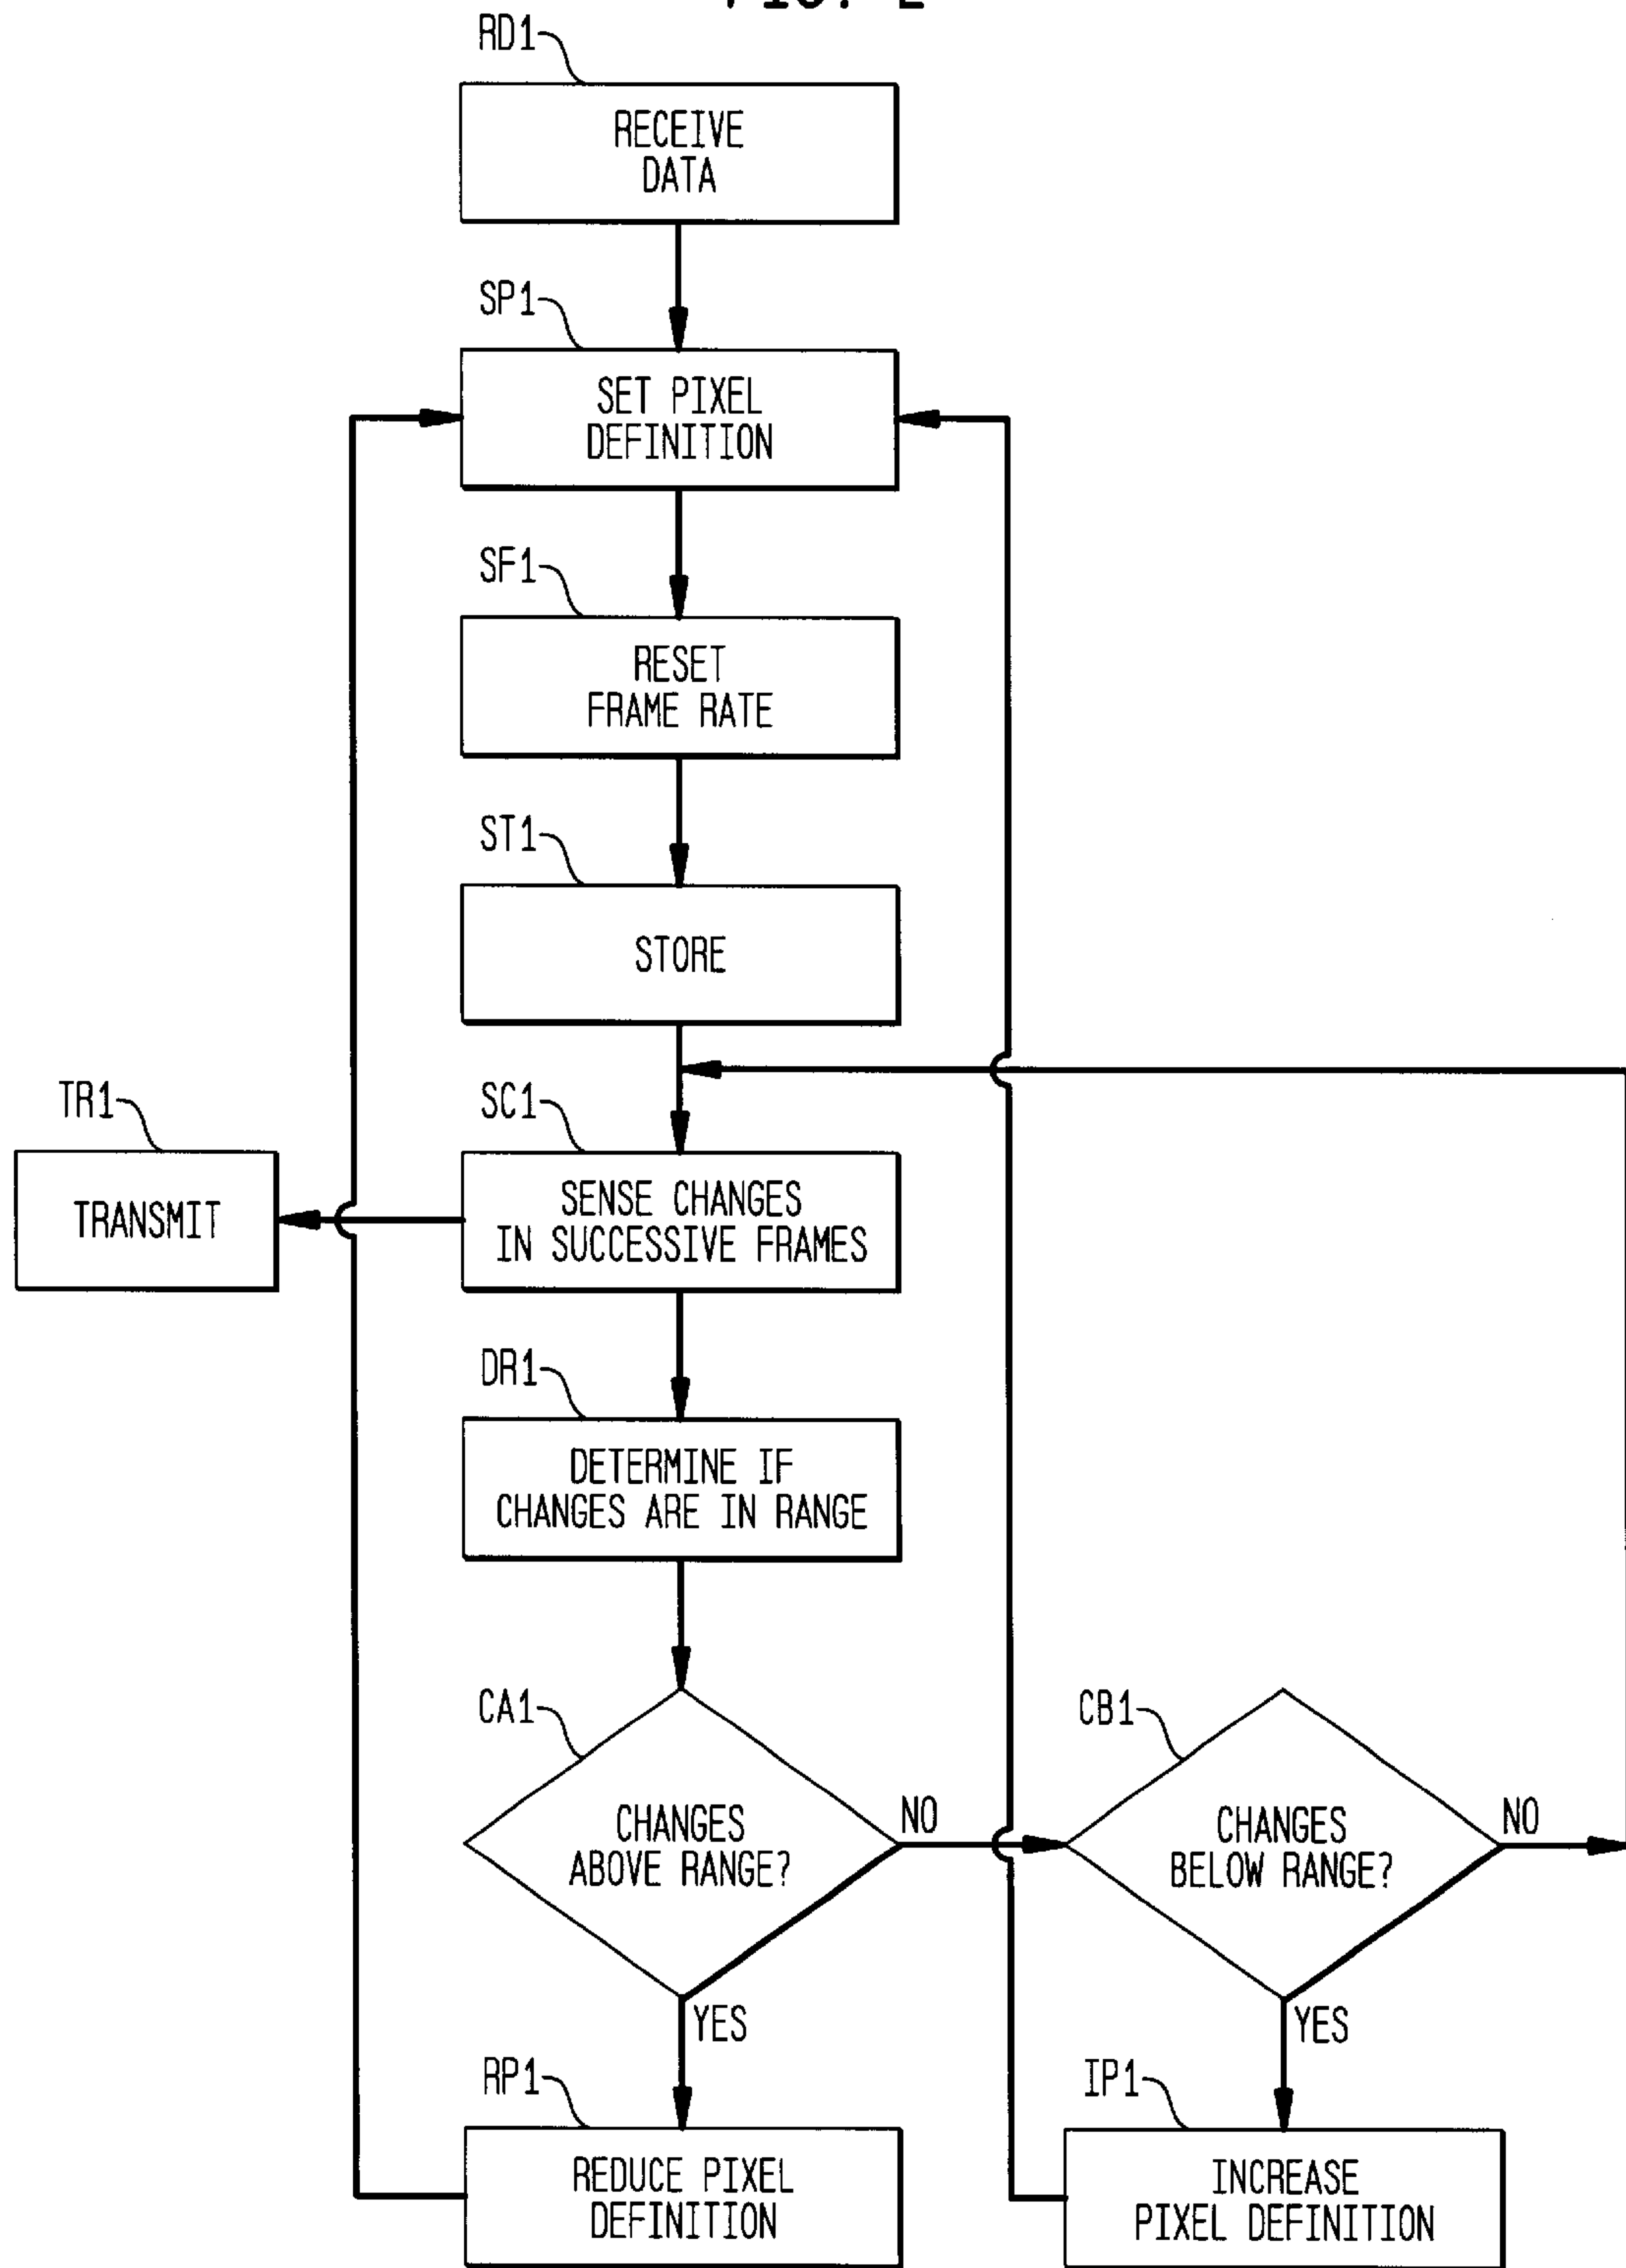 RD1
RECEIVE
DATA
SP1
SET PIXEL
DEFINITION
SF1
RESET
FRAME RATE
ST1
STORE
TR1
TRANSMIT
SC1
SENSE CHANGES
IN SUCCESSIVE FRAMES
DR1
DETERMINE IF
CHANGES ARE IN RANGE
CA1
CHANGES
ABOVE RANGE?
NO
YES
CB1
CHANGES
BELOW RANGE?
NO
YES
RP1
REDUCE PIXEL
DEFINITION
IP1
INCREASE
PIXEL DEFINITION